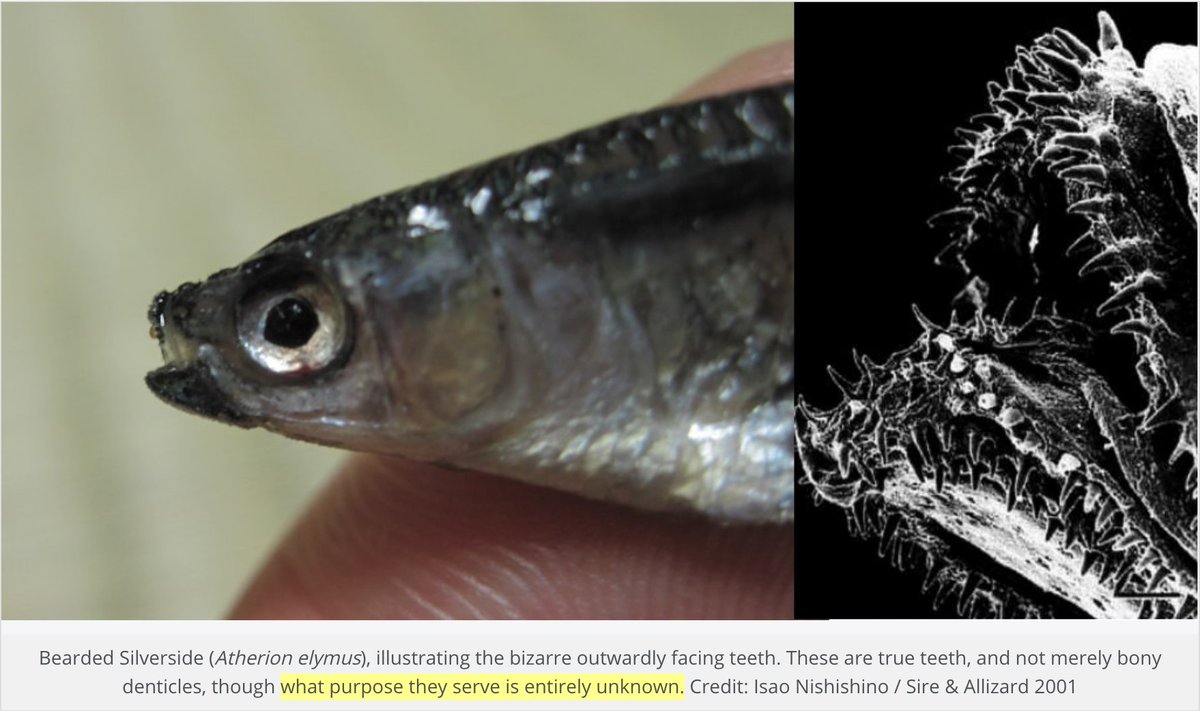 Bearded Silverside (Atherion elymus), illustrating the bizarre outwardly facing teeth. These are true teeth, and not merely bony
denticles, though what purpose they serve is entirely unknown. Credit: Isao Nishishino / Sire & Allizard 2001